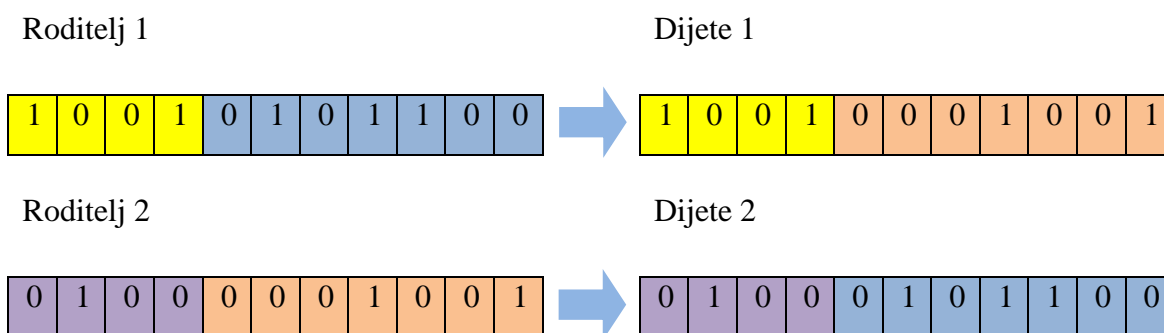 Roditelj 1 Dijete 1
1 0 0 1 0 1 0 1 1 0 0 1 0 0 1 0 0 0 1 0 0 1
Roditelj 2 Dijete 2
0 1 0 0 0 0 0 1 0 0 1 0 1 0 0 0 1 0 1 1 0 0